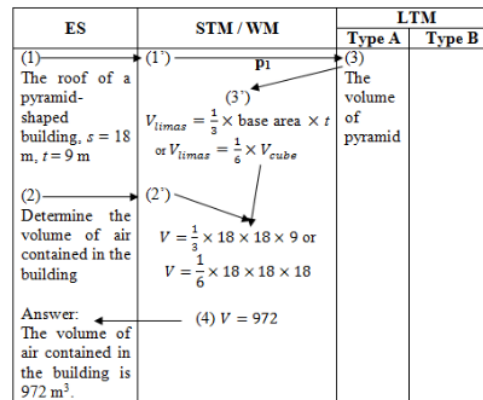 ES
STM / WM
LTM
Type A
Type B
(1)
The roof of a
pyramid-
shaped
building, s = 18
m, t = 9 m
(1')
p1
(3')
V_limas = 1/3 × base area × t
or V_limas = 1/6 × V_cube
(3)
The
volume
of
pyramid
(2)
Determine the
volume of air
contained in the
building
(2')
V = 1/3 × 18 × 18 × 9 or
V = 1/6 × 18 × 18 × 18
Answer:
The volume of
air contained in
the building is
972 m³.
(4) V = 972